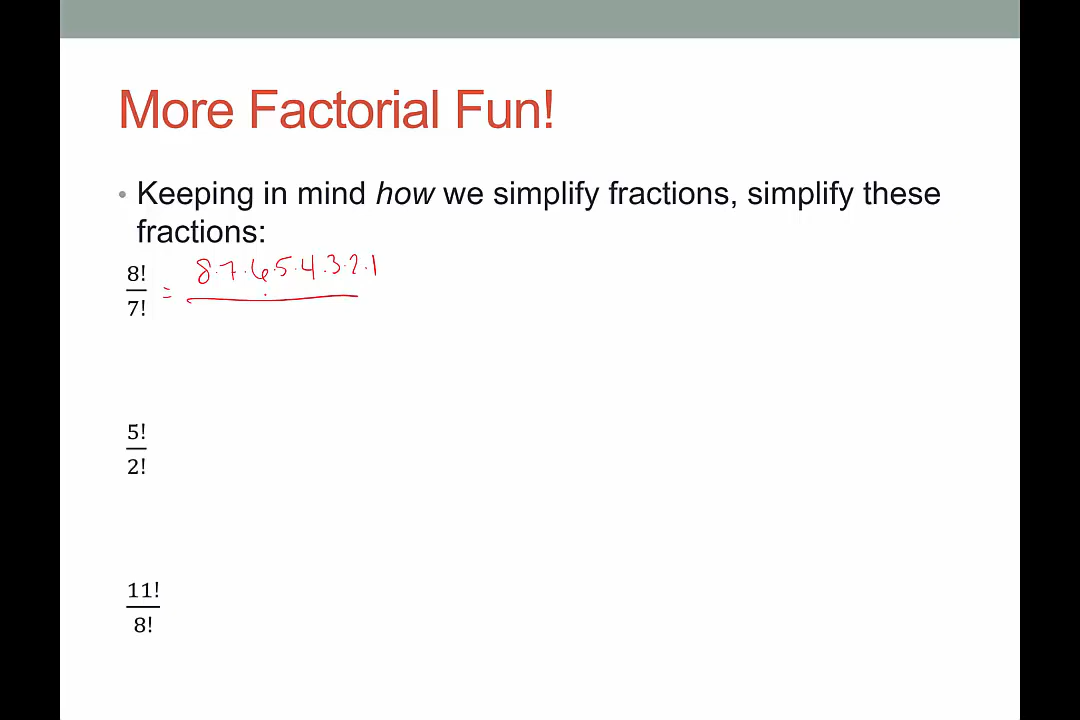 More Factorial Fun!
• Keeping in mind how we simplify fractions, simplify these
fractions:
8!/7! = 8·7·6·5·4·3·2·1
5!/2!
11!/8!